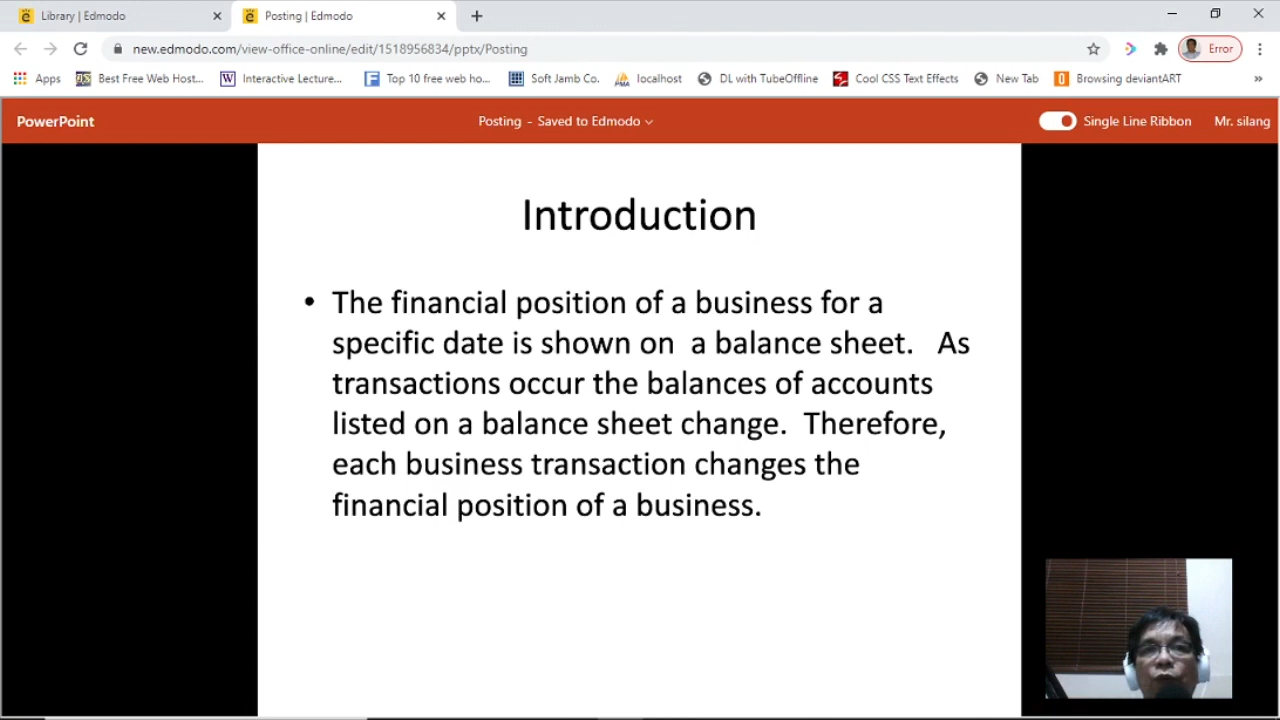 Library | Edmodo
Posting | Edmodo
new.edmodo.com/view-office-online/edit/1518956834/pptx/Posting
Error
Apps
Best Free Web Host...
Interactive Lecture...
Top 10 free web ho...
Soft Jamb Co.
localhost
DL with TubeOffline
Cool CSS Text Effects
New Tab
Browsing deviantART
PowerPoint
Posting - Saved to Edmodo
Single Line Ribbon
Mr. silang
Introduction
• The financial position of a business for a
specific date is shown on  a balance sheet.   As
transactions occur the balances of accounts
listed on a balance sheet change.  Therefore,
each business transaction changes the
financial position of a business.